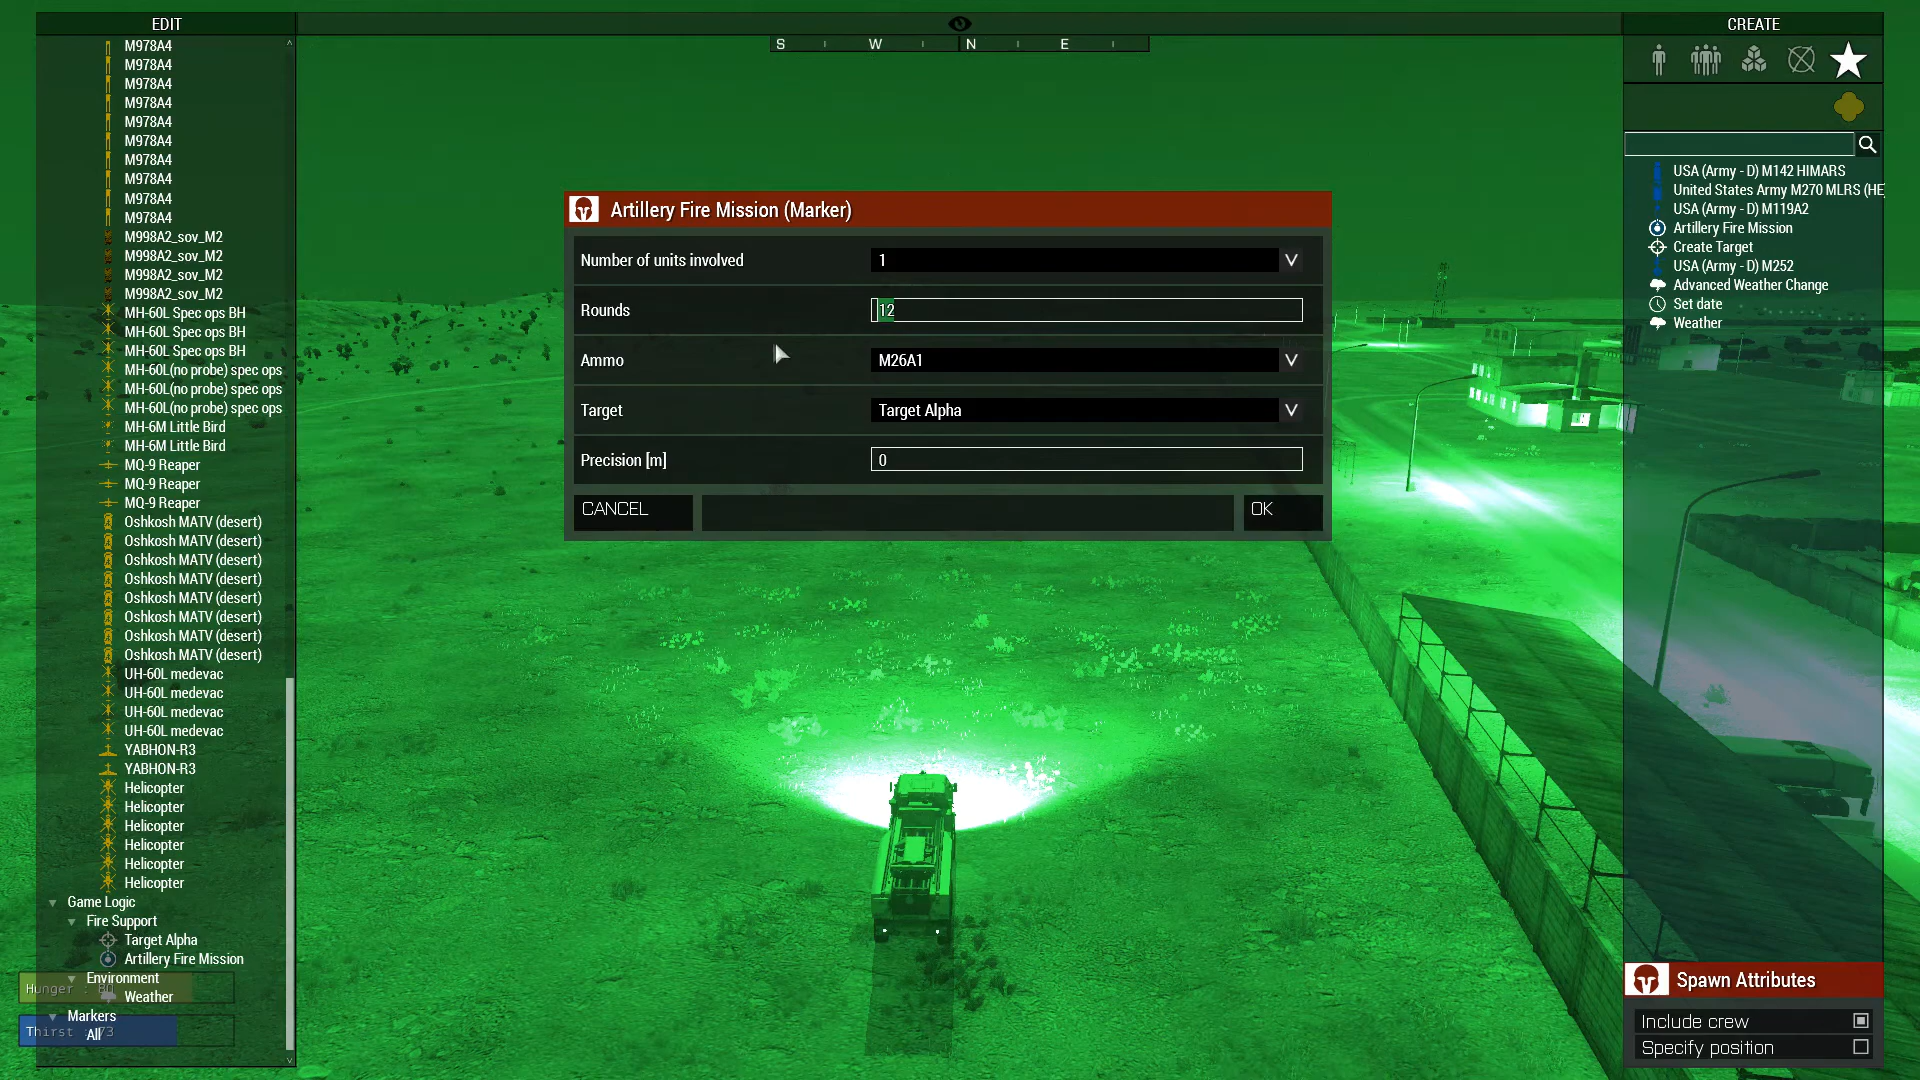 EDIT
M978A4
M978A4
M978A4
M978A4
M978A4
M978A4
M978A4
M978A4
M978A4
M978A4
M998A2_sov_M2
M998A2_sov_M2
M998A2_sov_M2
M998A2_sov_M2
MH-60L Spec ops BH
MH-60L Spec ops BH
MH-60L Spec ops BH
MH-60L(no probe) spec ops
MH-60L(no probe) spec ops
MH-60L(no probe) spec ops
MH-6M Little Bird
MH-6M Little Bird
MQ-9 Reaper
MQ-9 Reaper
MQ-9 Reaper
Oshkosh MATV (desert)
Oshkosh MATV (desert)
Oshkosh MATV (desert)
Oshkosh MATV (desert)
Oshkosh MATV (desert)
Oshkosh MATV (desert)
Oshkosh MATV (desert)
Oshkosh MATV (desert)
UH-60L medevac
UH-60L medevac
UH-60L medevac
UH-60L medevac
YABHON-R3
YABHON-R3
Helicopter
Helicopter
Helicopter
Helicopter
Helicopter
Helicopter
Game Logic
Fire Support
Target Alpha
Artillery Fire Mission
Environment
Hunger : 80
Weather
Markers
Thirst : 73
All
S W N E
Artillery Fire Mission (Marker)
Number of units involved 1
Rounds 12
Ammo M26A1
Target Target Alpha
Precision [m] 0
CANCEL OK
CREATE
USA (Army - D) M142 HIMARS
United States Army M270 MLRS (HE
USA (Army - D) M119A2
Artillery Fire Mission
Create Target
USA (Army - D) M252
Advanced Weather Change
Set date
Weather
Spawn Attributes
Include crew
Specify position